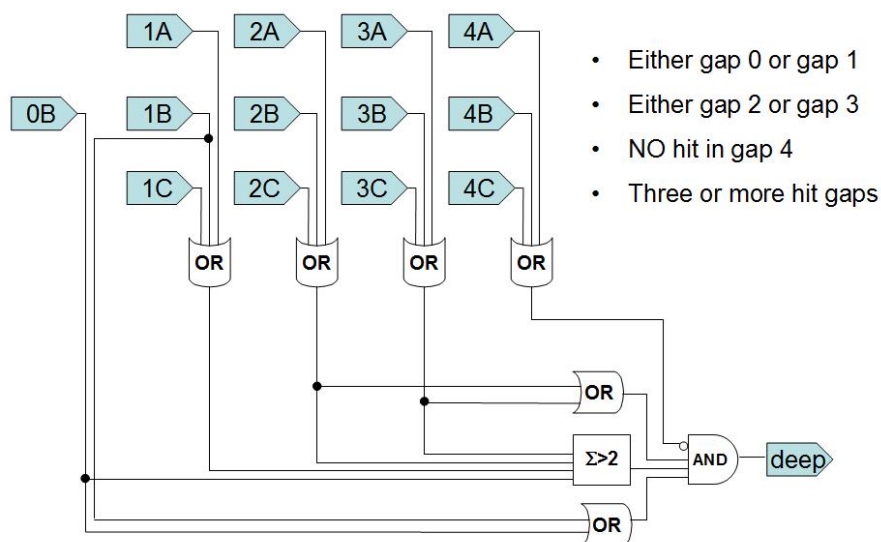 1A 2A 3A 4A
• Either gap 0 or gap 1
0B 1B 2B 3B 4B
• Either gap 2 or gap 3
• NO hit in gap 4
1C 2C 3C 4C
• Three or more hit gaps
OR OR OR OR
OR
Σ>2
AND
deep
OR